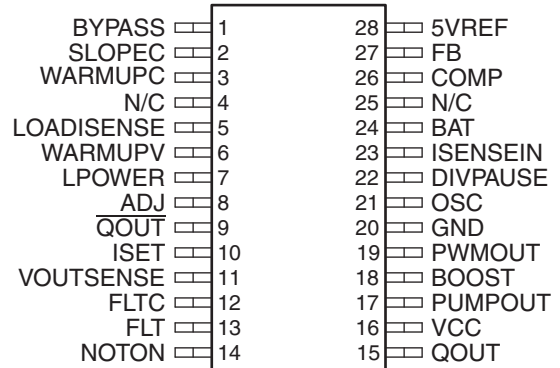 BYPASS 1 28 5VREF
SLOPEC 2 27 FB
WARMUPC 3 26 COMP
N/C 4 25 N/C
LOADISENSE 5 24 BAT
WARMUPV 6 23 ISENSEIN
LPOWER 7 22 DIVPAUSE
ADJ 8 21 OSC
Q̅O̅U̅T̅ 9 20 GND
ISET 10 19 PWMOUT
VOUTSENSE 11 18 BOOST
FLTC 12 17 PUMPOUT
FLT 13 16 VCC
NOTON 14 15 QOUT